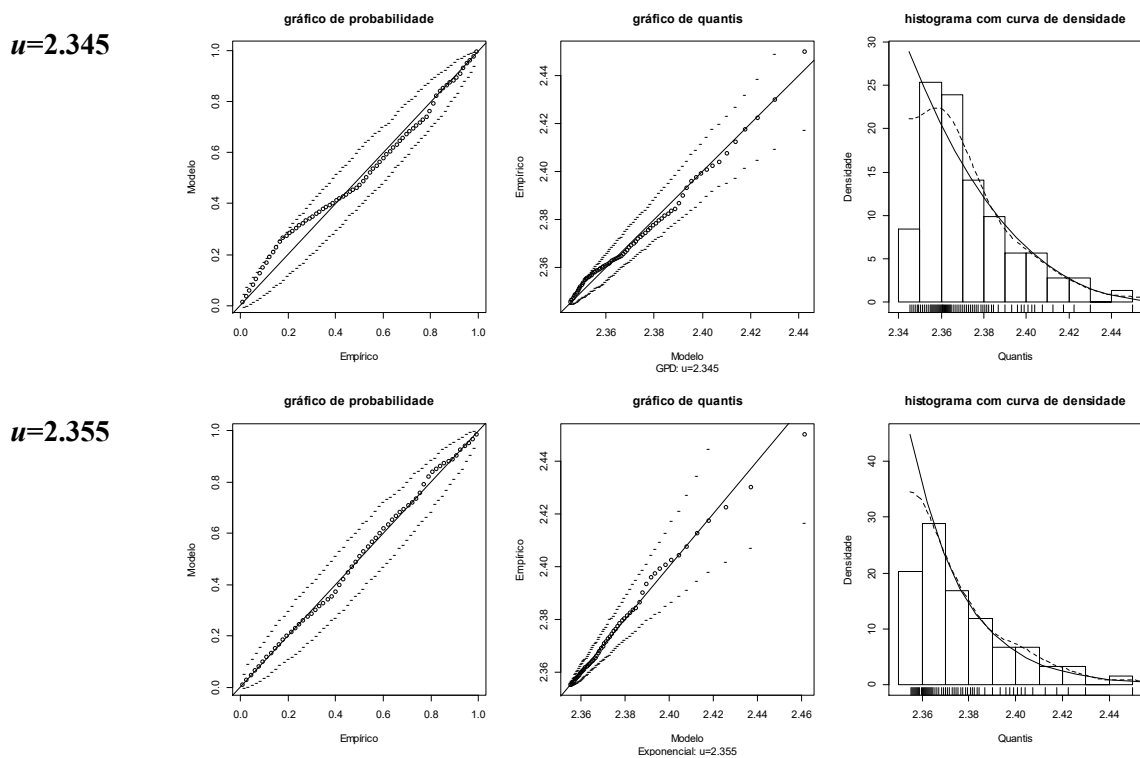 u=2.345
gráfico de probabilidade
Modelo
0.0 0.2 0.4 0.6 0.8 1.0
0.0 0.2 0.4 0.6 0.8 1.0
Empírico
gráfico de quantis
Empírico
2.36 2.38 2.40 2.42 2.44
2.36 2.38 2.40 2.42 2.44
Modelo
GPD: u=2.345
histograma com curva de densidade
Densidade
0 5 10 15 20 25 30
2.34 2.36 2.38 2.40 2.42 2.44
Quantis
u=2.355
gráfico de probabilidade
Modelo
0.0 0.2 0.4 0.6 0.8 1.0
0.0 0.2 0.4 0.6 0.8 1.0
Empírico
gráfico de quantis
Empírico
2.36 2.38 2.40 2.42 2.44
2.36 2.38 2.40 2.42 2.44 2.46
Modelo
Exponencial: u=2.355
histograma com curva de densidade
Densidade
0 10 20 30 40
2.36 2.38 2.40 2.42 2.44
Quantis